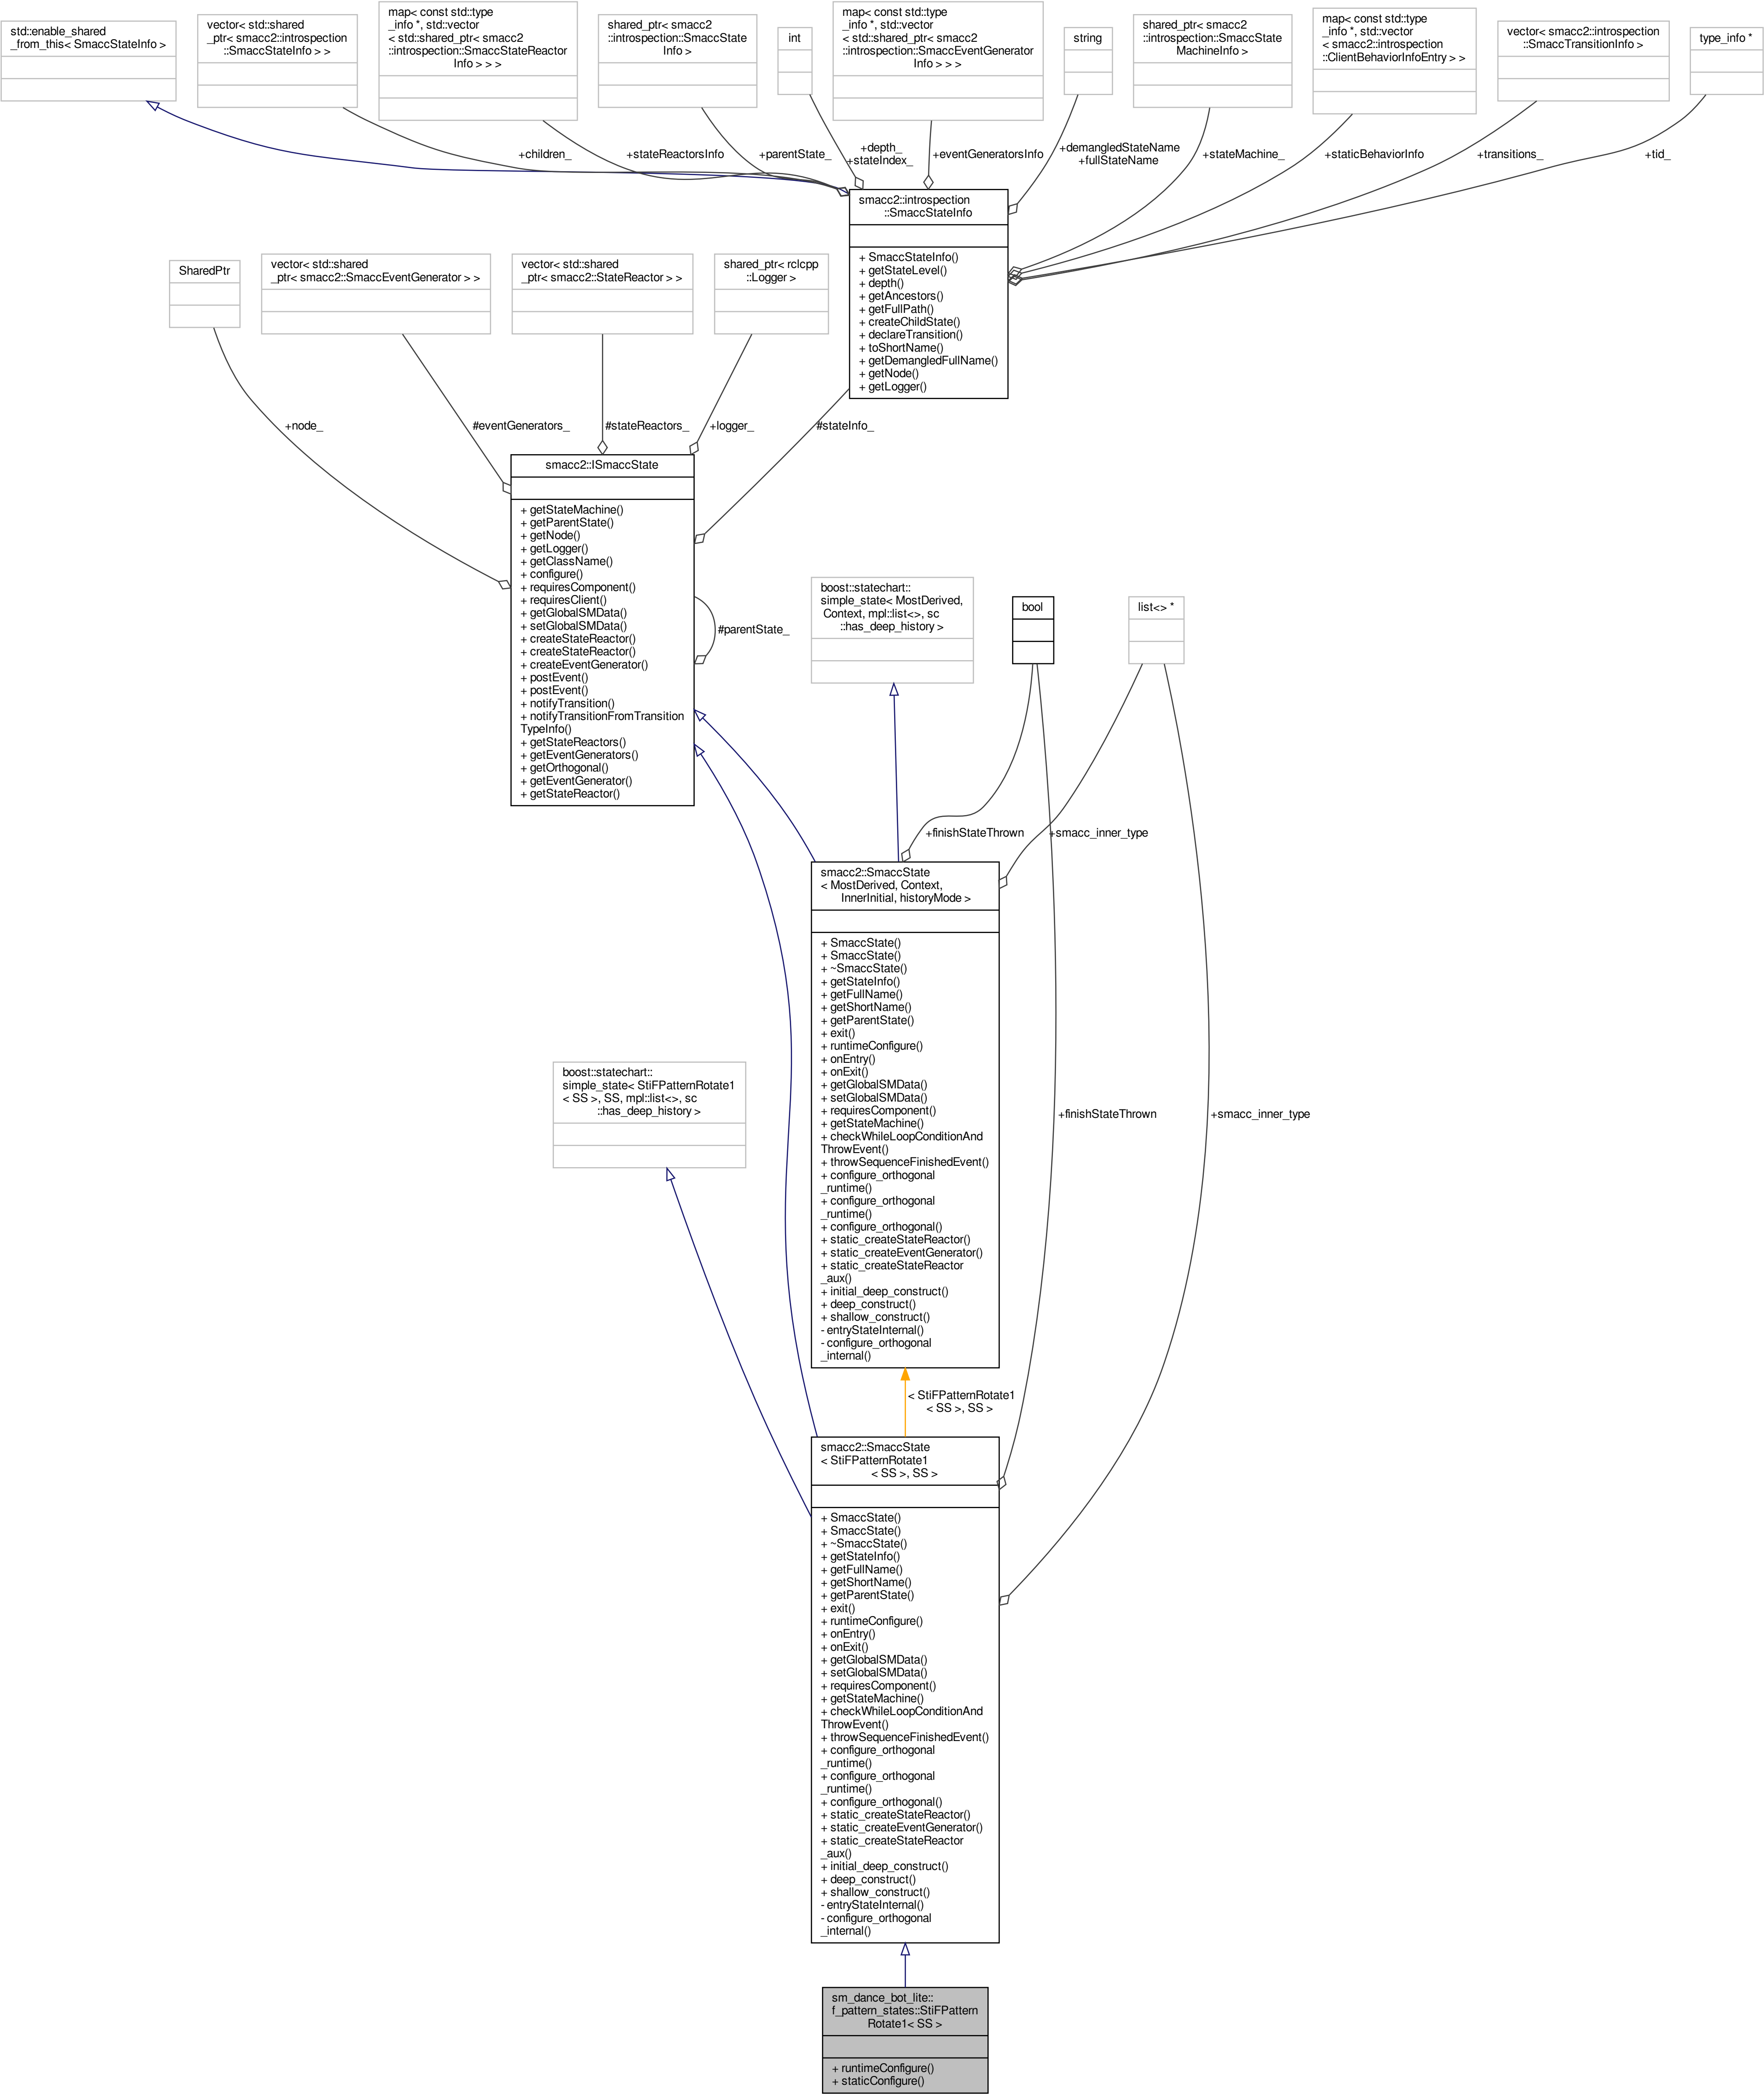 std::enable_shared
_from_this< SmaccStateInfo >
vector< std::shared
_ptr< smacc2::introspection
::SmaccStateInfo > >
map< const std::type
_info *, std::vector
< std::shared_ptr< smacc2
::introspection::SmaccStateReactor
Info > > >
shared_ptr< smacc2
::introspection::SmaccState
Info >
int
map< const std::type
_info *, std::vector
< std::shared_ptr< smacc2
::introspection::SmaccEventGenerator
Info > > >
string
shared_ptr< smacc2
::introspection::SmaccState
MachineInfo >
map< const std::type
_info *, std::vector
< smacc2::introspection
::ClientBehaviorInfoEntry > >
vector< smacc2::introspection
::SmaccTransitionInfo >
type_info *
+children_
+stateReactorsInfo
+parentState_
+depth_
+stateIndex_
+eventGeneratorsInfo
+demangledStateName
+fullStateName
+stateMachine_
+staticBehaviorInfo
+transitions_
+tid_
smacc2::introspection
::SmaccStateInfo
+ SmaccStateInfo()
+ getStateLevel()
+ depth()
+ getAncestors()
+ getFullPath()
+ createChildState()
+ declareTransition()
+ toShortName()
+ getDemangledFullName()
+ getNode()
+ getLogger()
SharedPtr
vector< std::shared
_ptr< smacc2::SmaccEventGenerator > >
vector< std::shared
_ptr< smacc2::StateReactor > >
shared_ptr< rclcpp
::Logger >
+node_
#eventGenerators_
#stateReactors_
+logger_
#stateInfo_
smacc2::ISmaccState
+ getStateMachine()
+ getParentState()
+ getNode()
+ getLogger()
+ getClassName()
+ configure()
+ requiresComponent()
+ requiresClient()
+ getGlobalSMData()
+ setGlobalSMData()
+ createStateReactor()
+ createStateReactor()
+ createEventGenerator()
+ postEvent()
+ postEvent()
+ notifyTransition()
+ notifyTransitionFromTransition
TypeInfo()
+ getStateReactors()
+ getEventGenerators()
+ getOrthogonal()
+ getEventGenerator()
+ getStateReactor()
#parentState_
boost::statechart::
simple_state< MostDerived,
Context, mpl::list<>, sc
::has_deep_history >
bool
list<> *
+finishStateThrown
+smacc_inner_type
smacc2::SmaccState
< MostDerived, Context,
InnerInitial, historyMode >
+ SmaccState()
+ SmaccState()
+ ~SmaccState()
+ getStateInfo()
+ getFullName()
+ getShortName()
+ getParentState()
+ exit()
+ runtimeConfigure()
+ onEntry()
+ onExit()
+ getGlobalSMData()
+ setGlobalSMData()
+ requiresComponent()
+ getStateMachine()
+ checkWhileLoopConditionAnd
ThrowEvent()
+ throwSequenceFinishedEvent()
+ configure_orthogonal
_runtime()
+ configure_orthogonal
_runtime()
+ configure_orthogonal()
+ static_createStateReactor()
+ static_createEventGenerator()
+ static_createStateReactor
_aux()
+ initial_deep_construct()
+ deep_construct()
+ shallow_construct()
- entryStateInternal()
- configure_orthogonal
_internal()
boost::statechart::
simple_state< StiFPatternRotate1
< SS >, SS, mpl::list<>, sc
::has_deep_history >
+finishStateThrown
+smacc_inner_type
< StiFPatternRotate1
< SS >, SS >
smacc2::SmaccState
< StiFPatternRotate1
< SS >, SS >
+ SmaccState()
+ SmaccState()
+ ~SmaccState()
+ getStateInfo()
+ getFullName()
+ getShortName()
+ getParentState()
+ exit()
+ runtimeConfigure()
+ onEntry()
+ onExit()
+ getGlobalSMData()
+ setGlobalSMData()
+ requiresComponent()
+ getStateMachine()
+ checkWhileLoopConditionAnd
ThrowEvent()
+ throwSequenceFinishedEvent()
+ configure_orthogonal
_runtime()
+ configure_orthogonal
_runtime()
+ configure_orthogonal()
+ static_createStateReactor()
+ static_createEventGenerator()
+ static_createStateReactor
_aux()
+ initial_deep_construct()
+ deep_construct()
+ shallow_construct()
- entryStateInternal()
- configure_orthogonal
_internal()
sm_dance_bot_lite::
f_pattern_states::StiFPattern
Rotate1< SS >
+ runtimeConfigure()
+ staticConfigure()